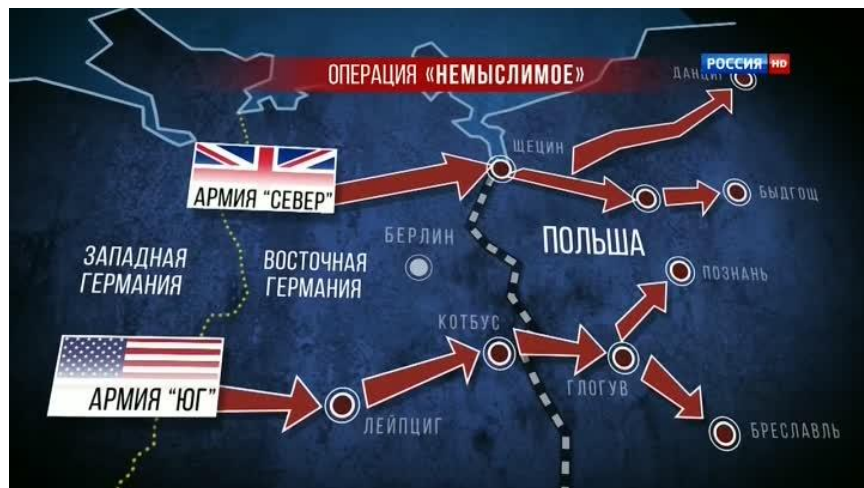 ОПЕРАЦИЯ «НЕМЫСЛИМОЕ»
РОССИЯ HD
ДАНЦИГ
ЩЕЦИН
АРМИЯ "СЕВЕР"
БЫДГОЩ
БЕРЛИН
ПОЛЬША
ЗАПАДНАЯ
ГЕРМАНИЯ
ВОСТОЧНАЯ
ГЕРМАНИЯ
ПОЗНАНЬ
КОТБУС
АРМИЯ "ЮГ"
ГЛОГУВ
ЛЕЙПЦИГ
БРЕСЛАВЛЬ